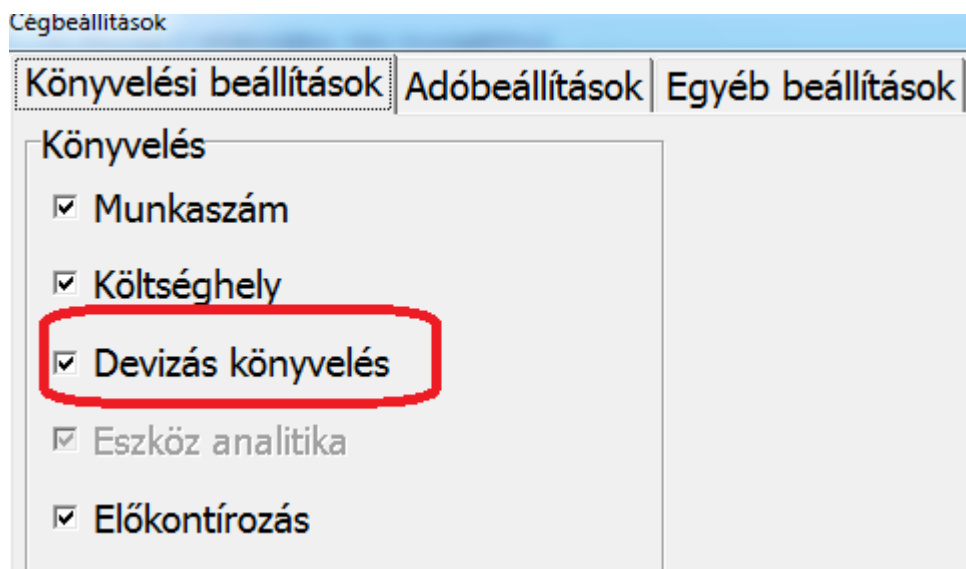 Cégbeállítások
Könyvelési beállítások Adóbeállítások Egyéb beállítások
Könyvelés
Munkaszám
Költséghely
Devizás könyvelés
Eszköz analitika
Előkontírozás